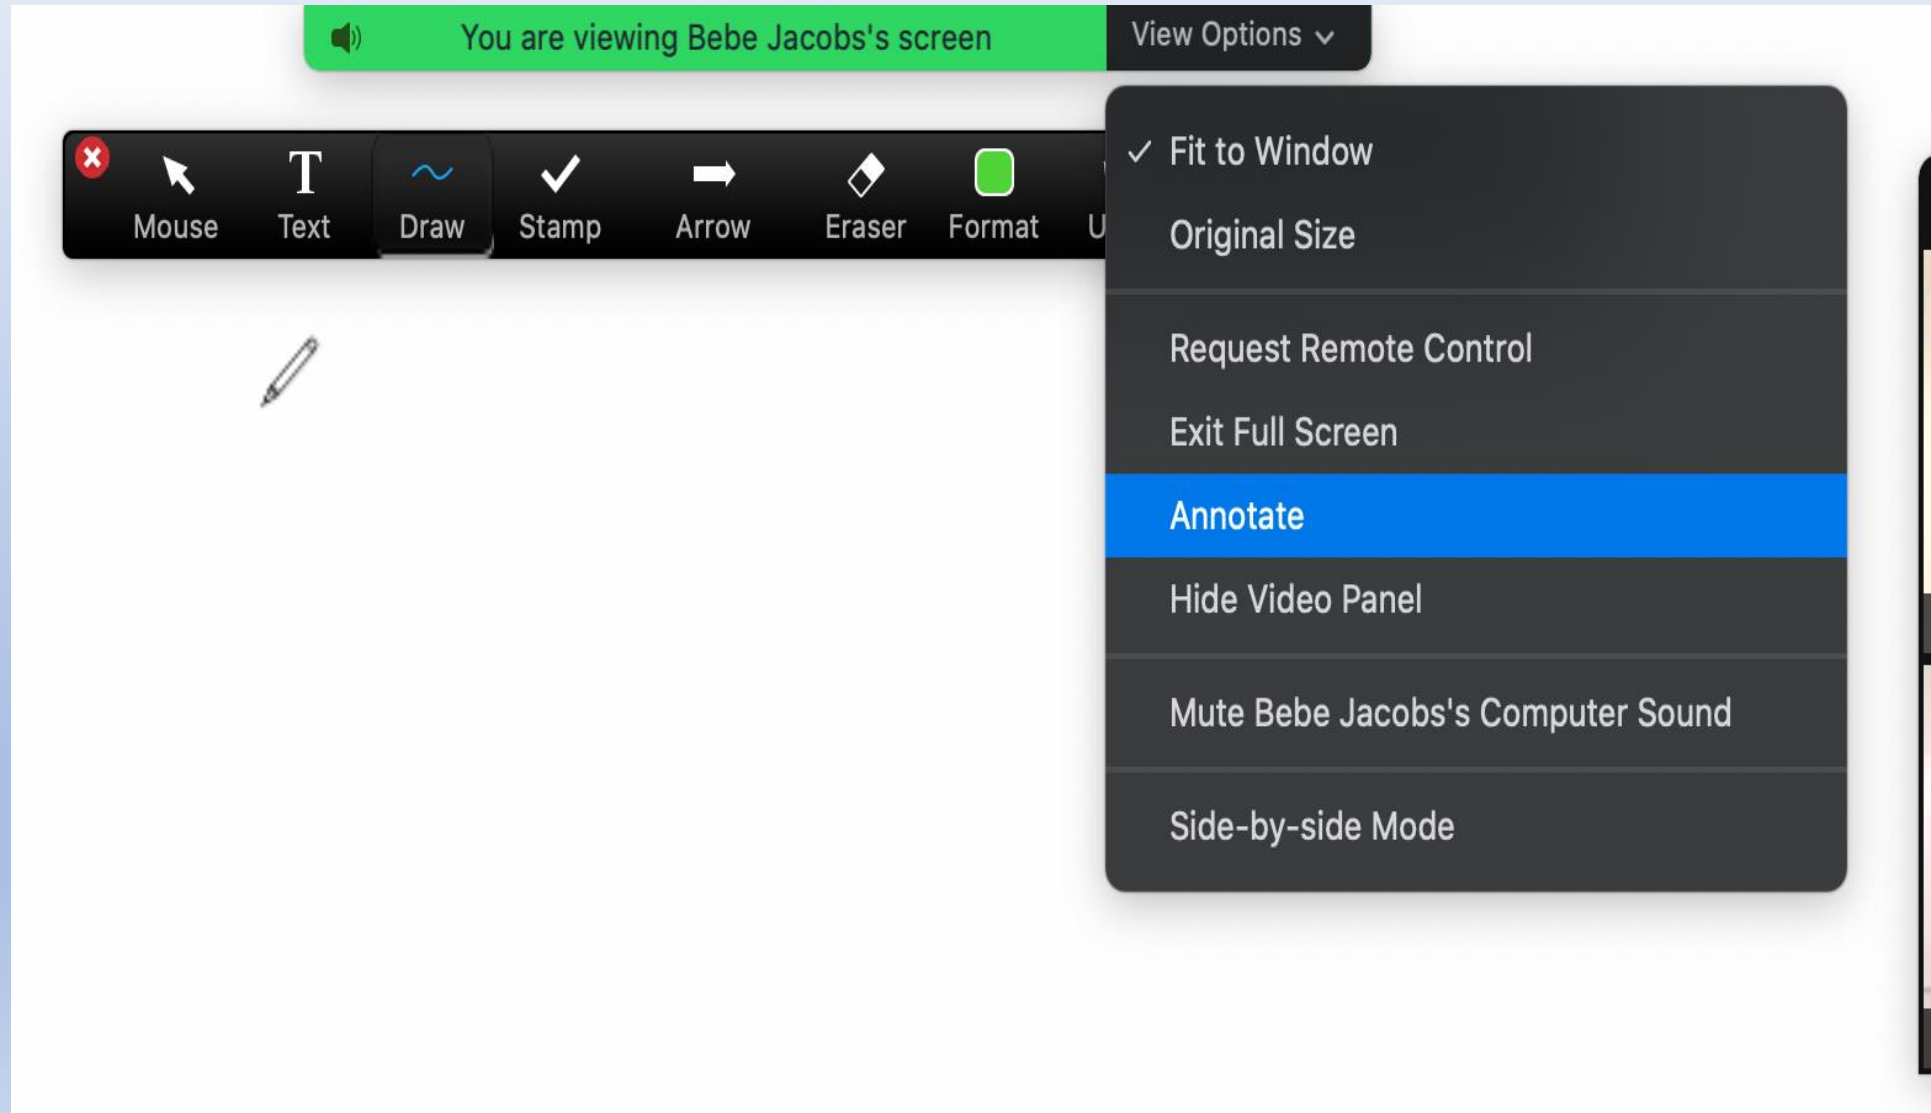 You are viewing Bebe Jacobs's screen
View Options
Mouse Text Draw Stamp Arrow Eraser Format
Fit to Window
Original Size
Request Remote Control
Exit Full Screen
Annotate
Hide Video Panel
Mute Bebe Jacobs's Computer Sound
Side-by-side Mode